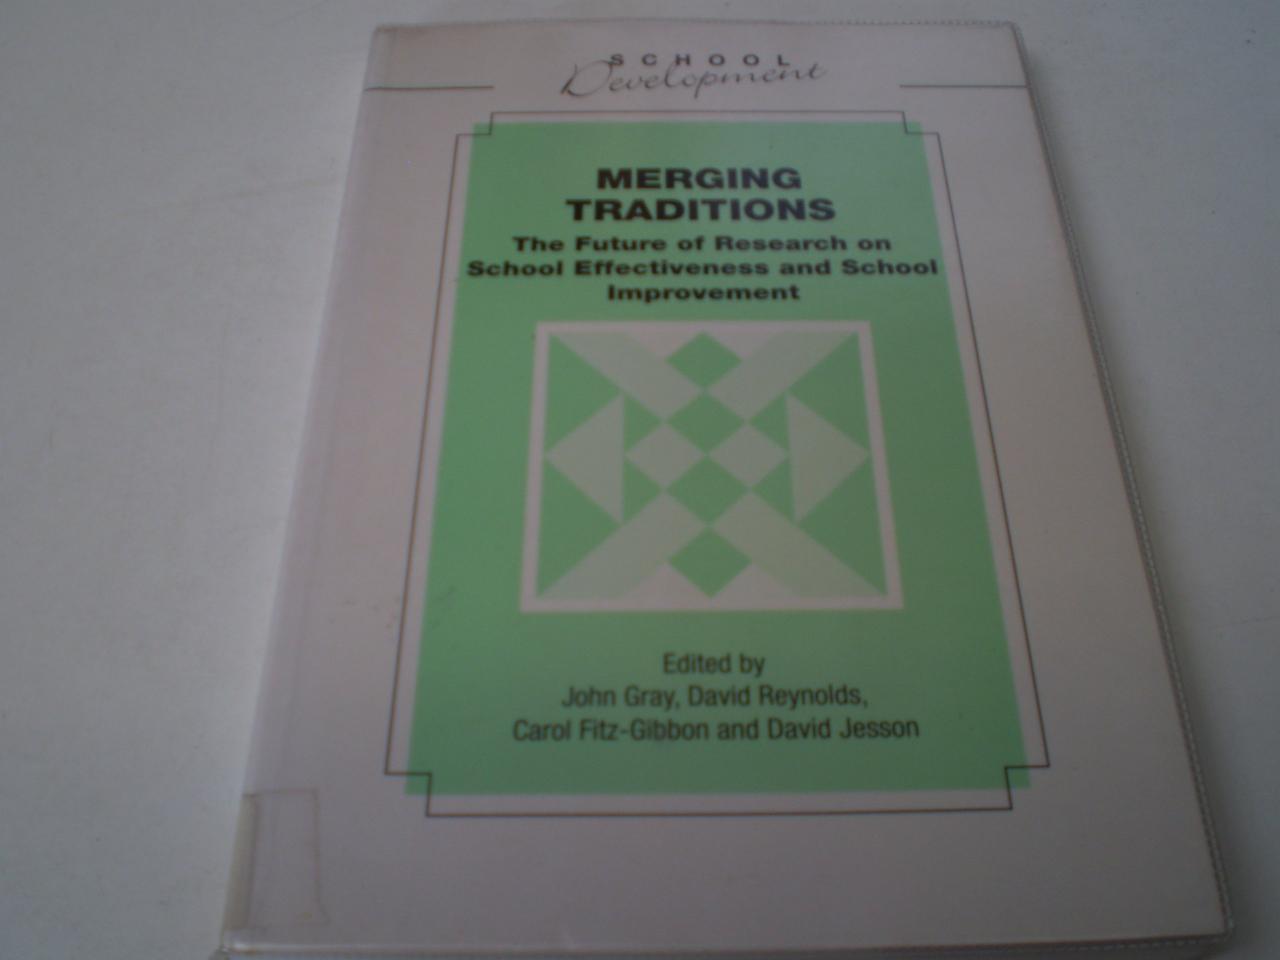 SCHOOL
Development
MERGING
TRADITIONS
The Future of Research on
School Effectiveness and School
Improvement
Edited by
John Gray, David Reynolds,
Carol Fitz-Gibbon and David Jesson